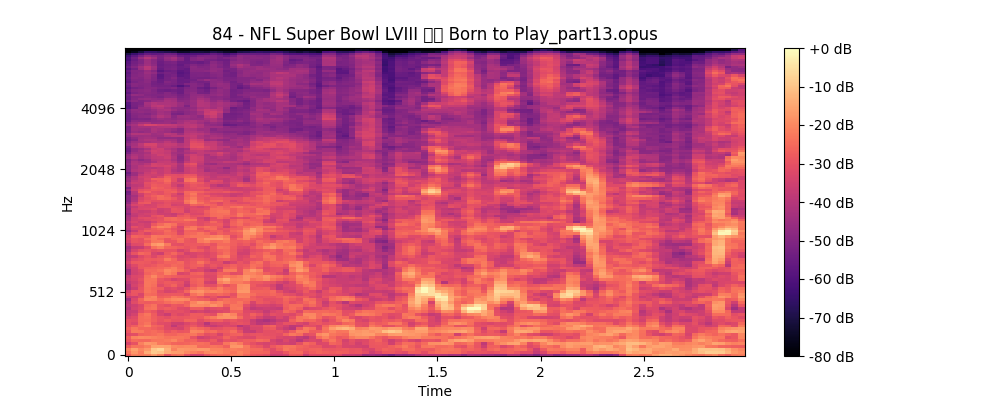 84 - NFL Super Bowl LVIII Born to Play_part13.opus
+0 dB
-10 dB
-20 dB
-30 dB
-40 dB
-50 dB
-60 dB
-70 dB
-80 dB
4096
2048
1024
512
0
Hz
0 0.5 1 1.5 2 2.5
Time